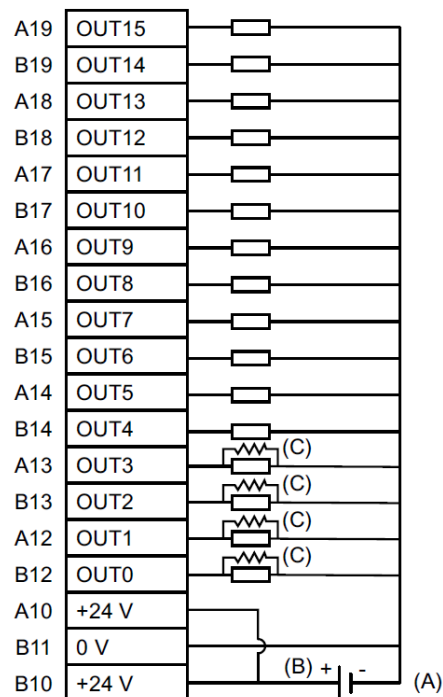 A19 OUT15
B19 OUT14
A18 OUT13
B18 OUT12
A17 OUT11
B17 OUT10
A16 OUT9
B16 OUT8
A15 OUT7
B15 OUT6
A14 OUT5
B14 OUT4
(C)
A13 OUT3
(C)
B13 OUT2
(C)
A12 OUT1
(C)
B12 OUT0
A10 +24 V
B11 0 V
(B) + -
B10 +24 V (A)